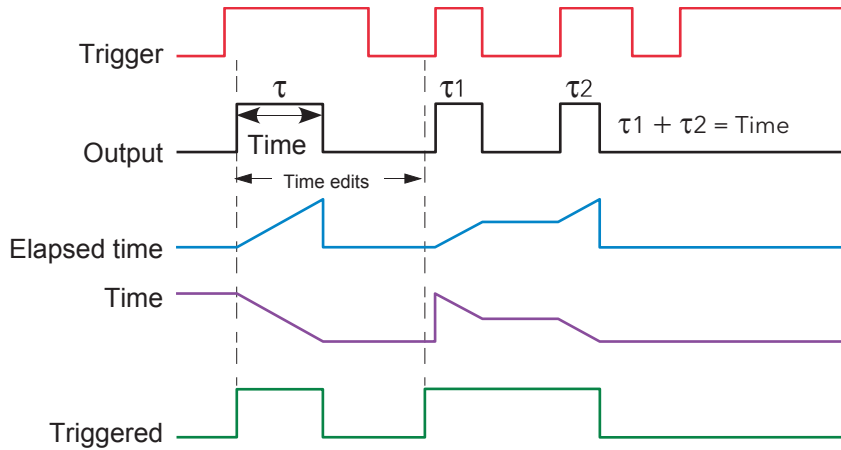 Trigger
τ τ1 τ2
Output Time τ1 + τ2 = Time
Time edits
Elapsed time
Time
Triggered